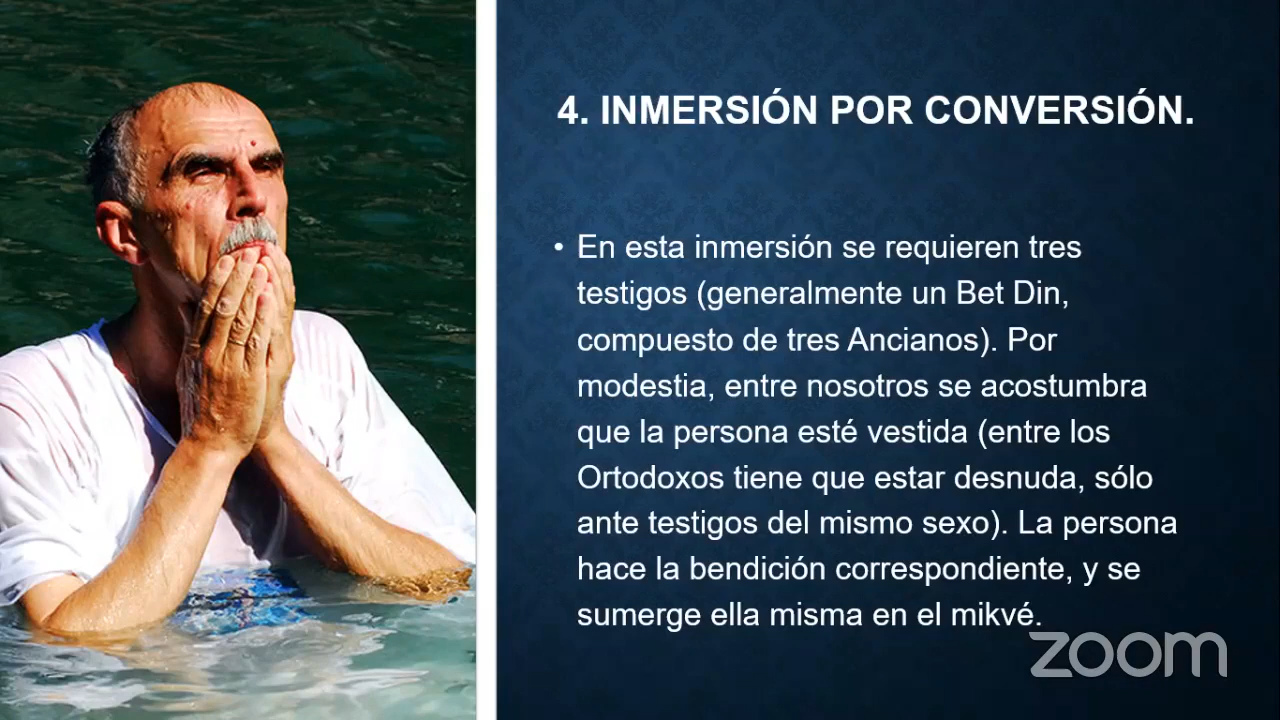 4. INMERSIÓN POR CONVERSIÓN.
• En esta inmersión se requieren tres
testigos (generalmente un Bet Din,
compuesto de tres Ancianos). Por
modestia, entre nosotros se acostumbra
que la persona esté vestida (entre los
Ortodoxos tiene que estar desnuda, sólo
ante testigos del mismo sexo). La persona
hace la bendición correspondiente, y se
sumerge ella misma en el mikvé.
zoom